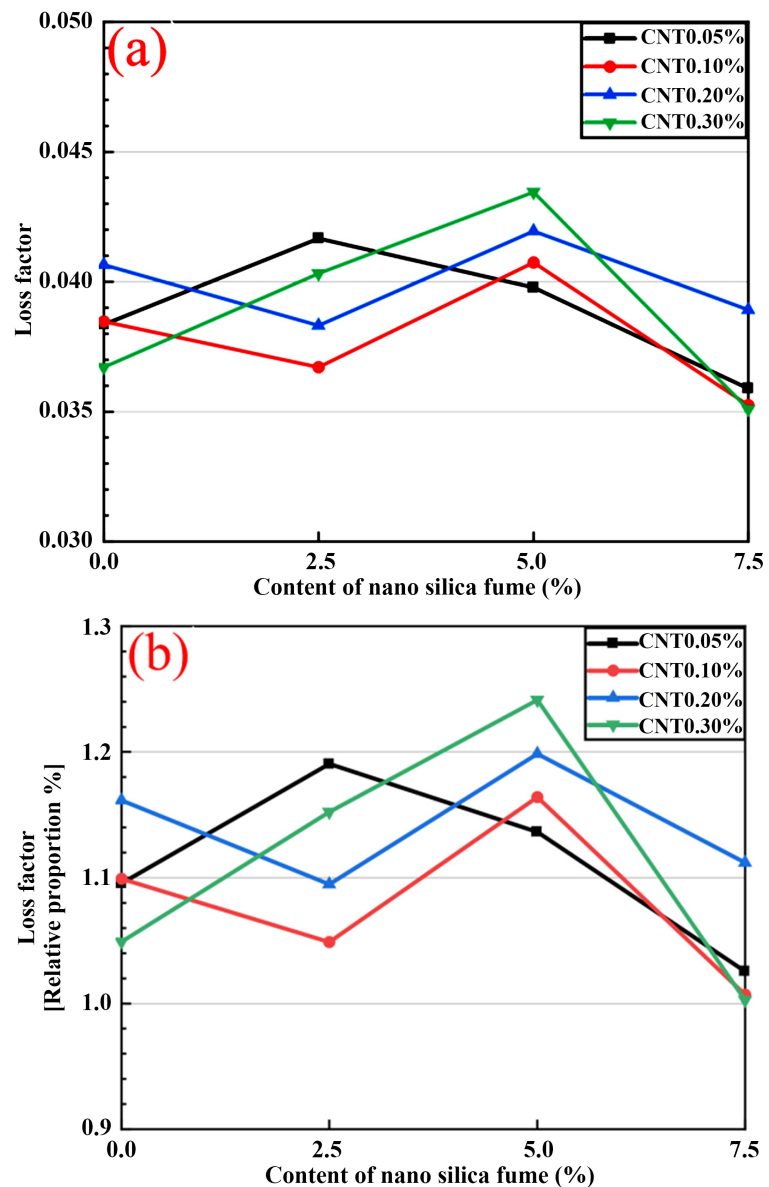 (a)
0.050
0.045
0.040
0.035
0.030
Loss factor
CNT0.05%
CNT0.10%
CNT0.20%
CNT0.30%
0.0 2.5 5.0 7.5
Content of nano silica fume (%)
(b)
1.3
1.2
1.1
1.0
0.9
Loss factor
[Relative proportion %]
CNT0.05%
CNT0.10%
CNT0.20%
CNT0.30%
0.0 2.5 5.0 7.5
Content of nano silica fume (%)